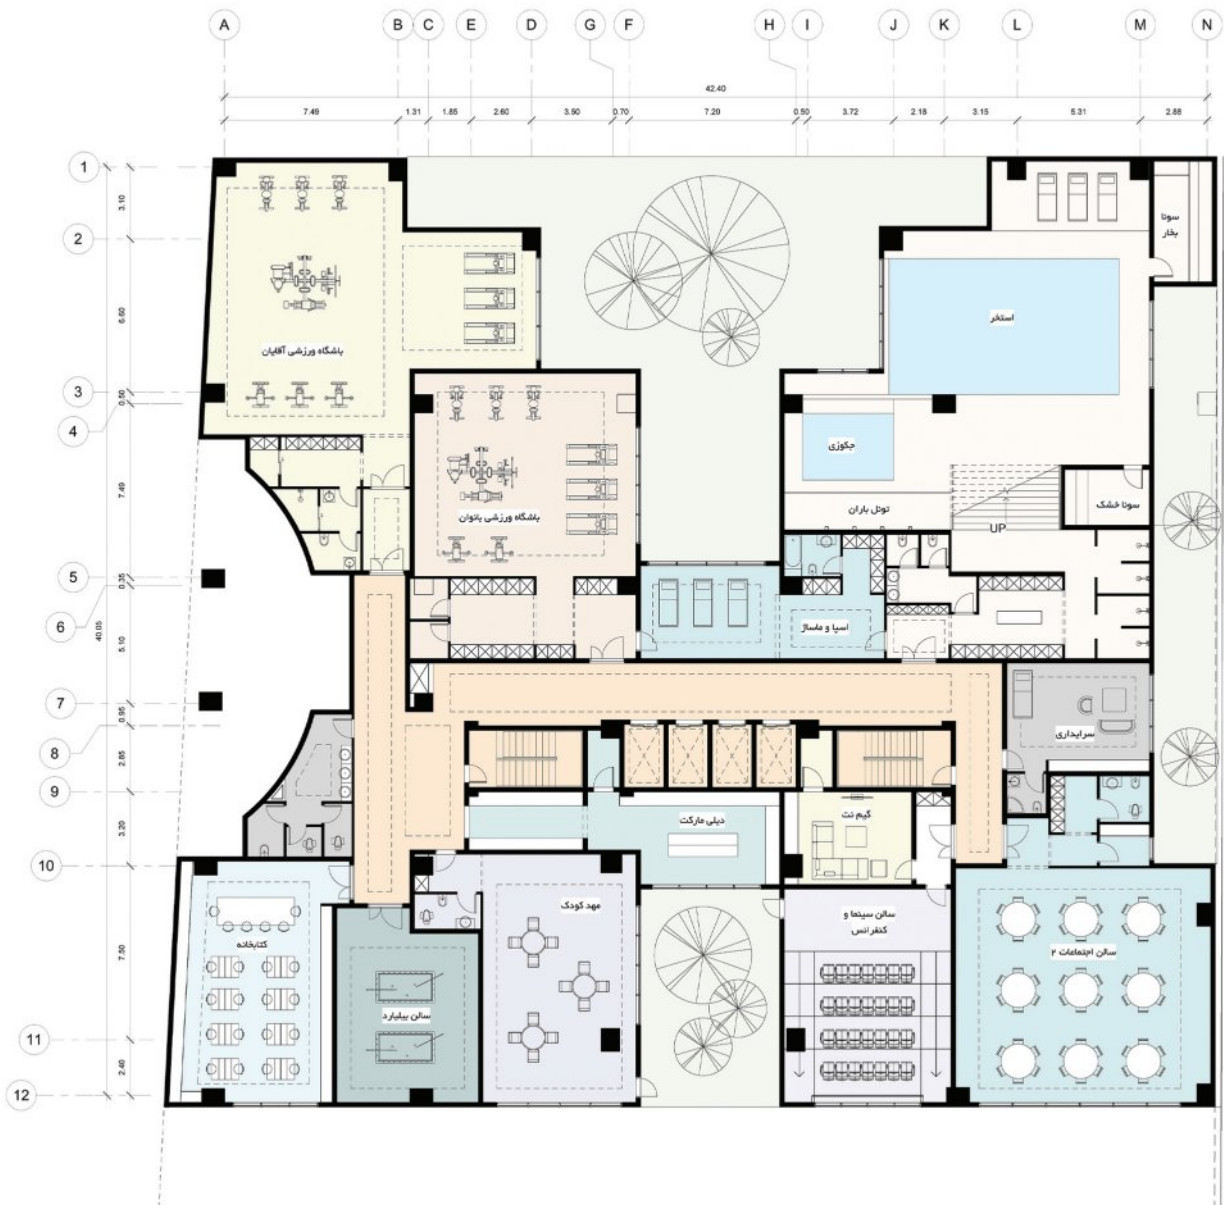 A B C E D G F H I J K L M N
42.40
7.49 1.31 1.85 2.60 3.50 0.70 7.20 0.50 3.72 2.18 3.15 5.31 2.88
1
3.10
2
6.60
3
0.50
4
7.49
5
0.35
6
40.05
5.10
7
0.95
8
2.85
9
3.20
10
7.50
11
2.40
12
سونا
بخار
استخر
باشگاه ورزشی آقایان
جکوزی
تونل باران
سونا خشک
UP
باشگاه ورزشی بانوان
اسپا و ماساژ
سرایداری
دیلی مارکت
گیم نت
مهد کودک
سالن سینما و
کنفرانس
کتابخانه
سالن اجتماعات ۲
سالن بیلیارد